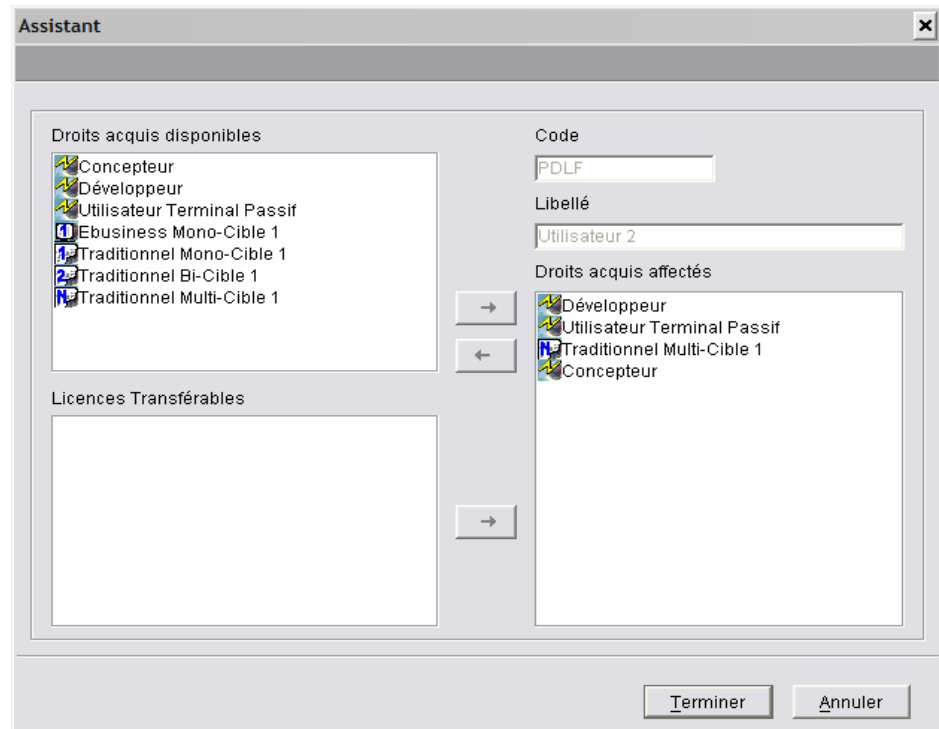 Assistant
Droits acquis disponibles
Concepteur
Développeur
Utilisateur Terminal Passif
Ebusiness Mono-Cible 1
Traditionnel Mono-Cible 1
Traditionnel Bi-Cible 1
Traditionnel Multi-Cible 1
Licences Transférables
Code
PDLF
Libellé
Utilisateur 2
Droits acquis affectés
Développeur
Utilisateur Terminal Passif
Traditionnel Multi-Cible 1
Concepteur
Terminer
Annuler